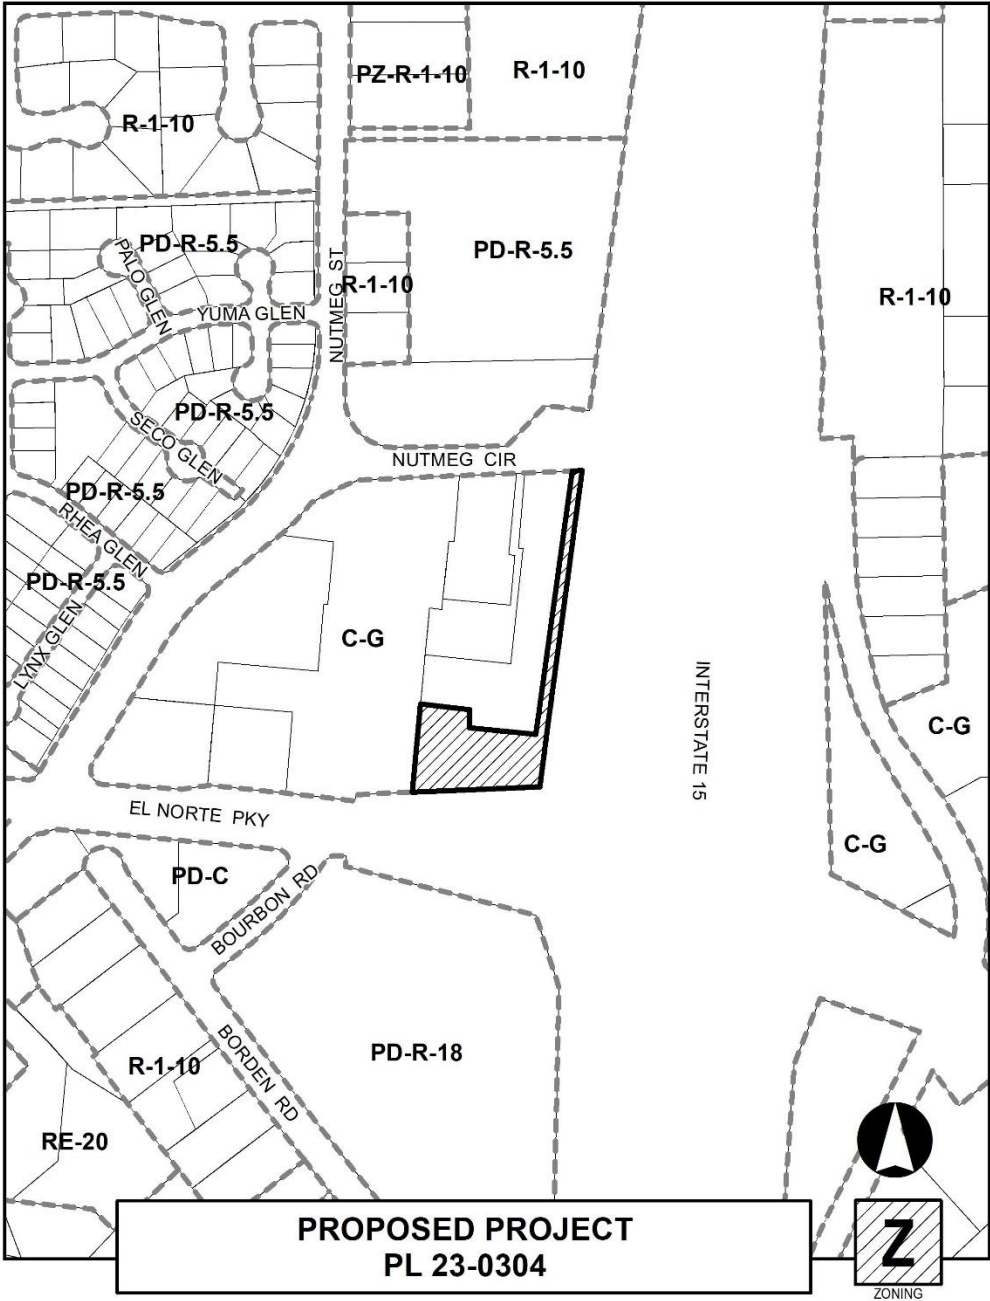 PZ-R-1-10
R-1-10
R-1-10
PD-R-5.5
PALO GLEN
YUMA GLEN
NUTMEG ST
R-1-10
PD-R-5.5
R-1-10
PD-R-5.5
SECO GLEN
NUTMEG CIR
PD-R-5.5
RHEA GLEN
PD-R-5.5
LYNX GLEN
C-G
INTERSTATE 15
C-G
EL NORTE PKY
C-G
PD-C
BOURBON RD
BORDEN RD
PD-R-18
R-1-10
RE-20
PROPOSED PROJECT
PL 23-0304
Z
ZONING